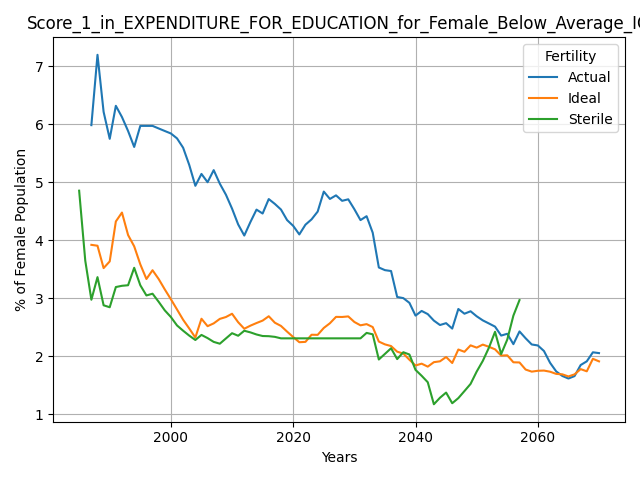 Score_1_in_EXPENDITURE_FOR_EDUCATION_for_Female_Below_Average_IC
Fertility
Actual
Ideal
Sterile
% of Female Population
7
6
5
4
3
2
1
2000 2020 2040 2060
Years